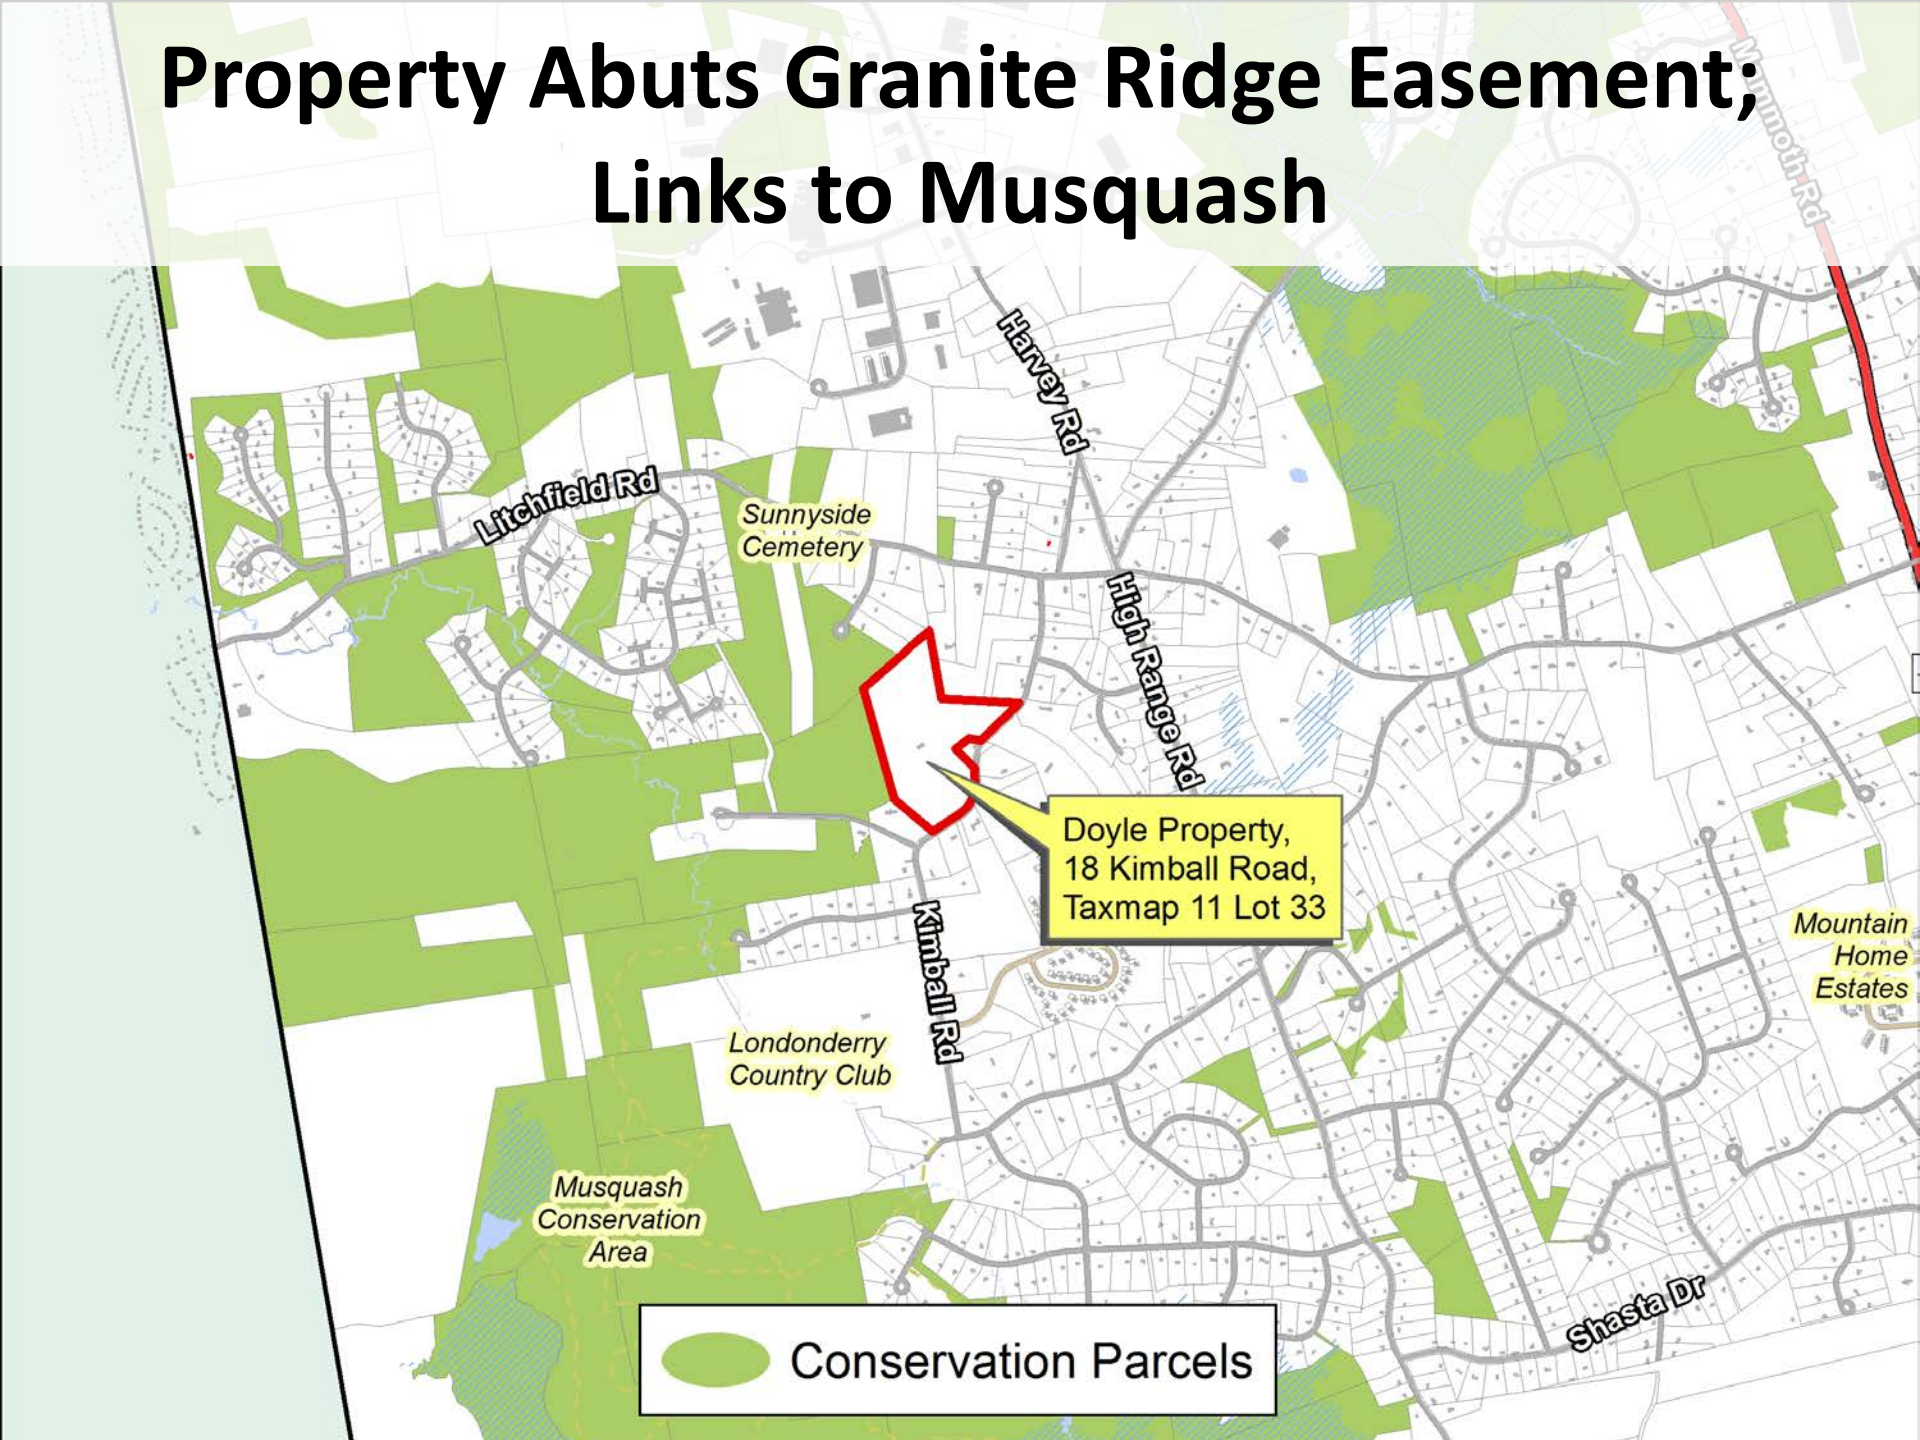 Property Abuts Granite Ridge Easement;
Links to Musquash
Mammoth Rd
Harvey Rd
Litchfield Rd
Sunnyside
Cemetery
High Range Rd
Doyle Property,
18 Kimball Road,
Taxmap 11 Lot 33
Kimball Rd
Mountain
Home
Estates
Londonderry
Country Club
Musquash
Conservation
Area
Shasta Dr
Conservation Parcels